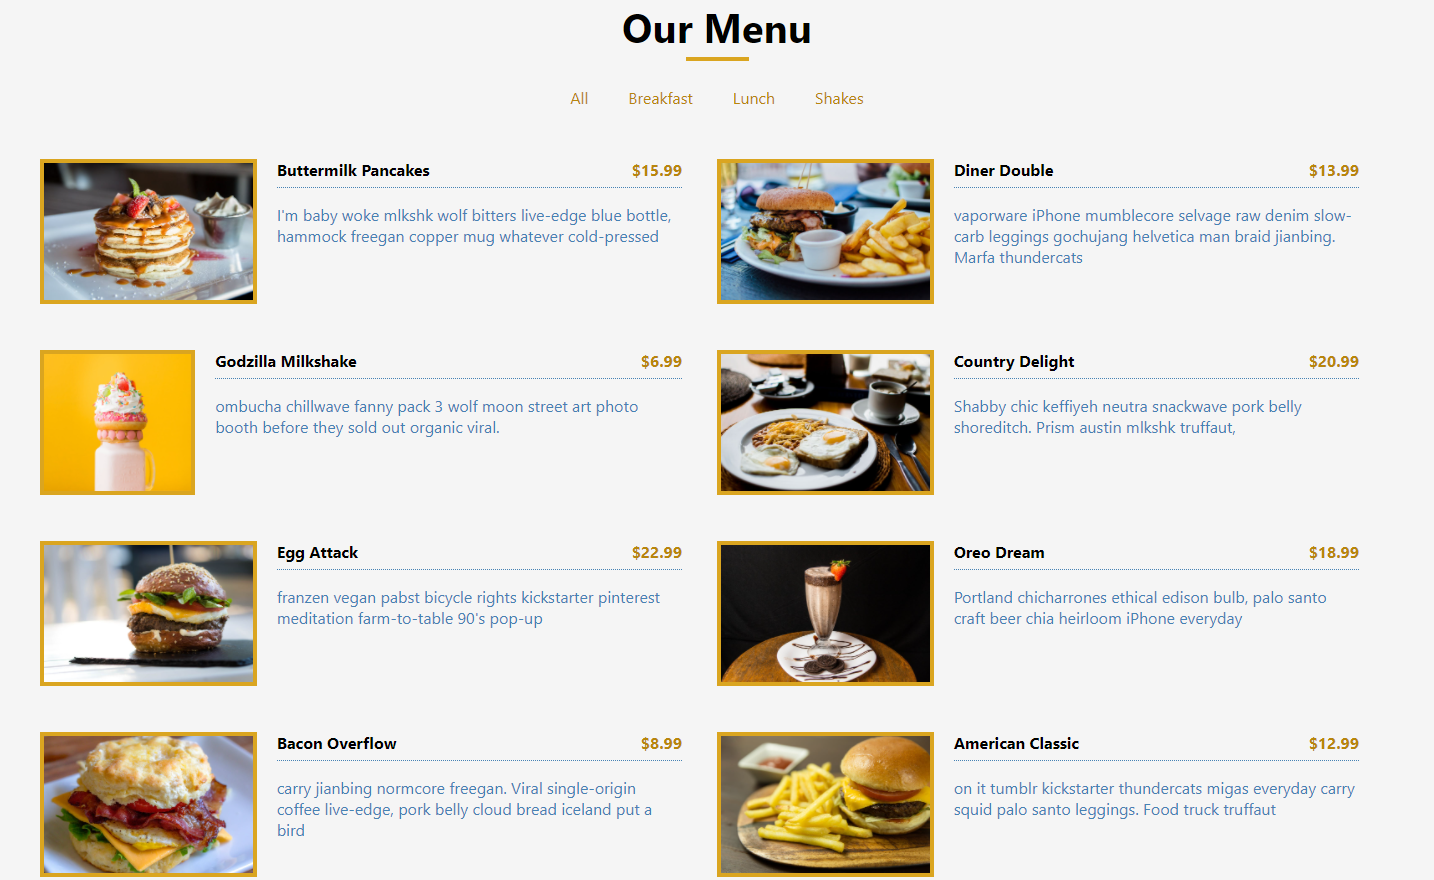 Our Menu
All Breakfast Lunch Shakes
Buttermilk Pancakes $15.99
I'm baby woke mlkshk wolf bitters live-edge blue bottle,
hammock freegan copper mug whatever cold-pressed
Diner Double $13.99
vaporware iPhone mumblecore selvage raw denim slow-
carb leggings gochujang helvetica man braid jianbing.
Marfa thundercats
Godzilla Milkshake $6.99
ombucha chillwave fanny pack 3 wolf moon street art photo
booth before they sold out organic viral.
Country Delight $20.99
Shabby chic keffiyeh neutra snackwave pork belly
shoreditch. Prism austin mlkshk truffaut,
Egg Attack $22.99
franzen vegan pabst bicycle rights kickstarter pinterest
meditation farm-to-table 90's pop-up
Oreo Dream $18.99
Portland chicharrones ethical edison bulb, palo santo
craft beer chia heirloom iPhone everyday
Bacon Overflow $8.99
carry jianbing normcore freegan. Viral single-origin
coffee live-edge, pork belly cloud bread iceland put a
bird
American Classic $12.99
on it tumblr kickstarter thundercats migas everyday carry
squid palo santo leggings. Food truck truffaut